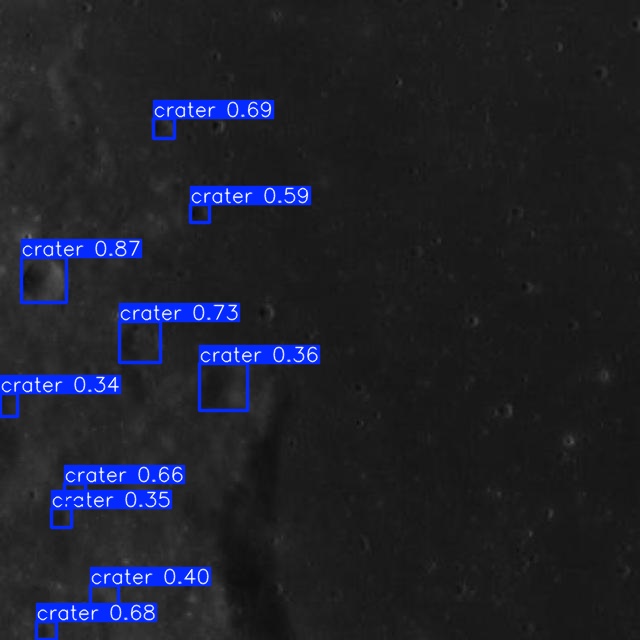 crater 0.69
crater 0.59
crater 0.87
crater 0.73
crater 0.36
crater 0.34
crater 0.66
crater 0.35
crater 0.40
crater 0.68